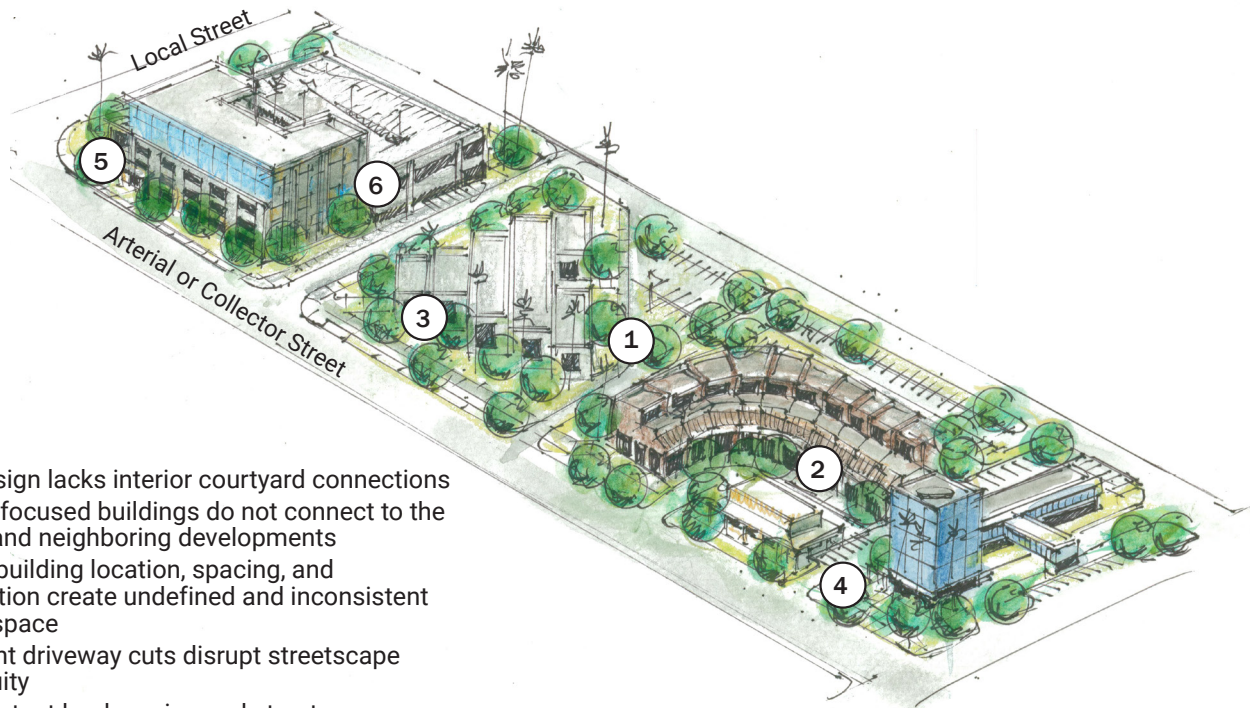 Local Street
5
6
Arterial or Collector Street
3
1
2
4
sign lacks interior courtyard connections
focused buildings do not connect to the
and neighboring developments
building location, spacing, and
tion create undefined and inconsistent
space
nt driveway cuts disrupt streetscape
uity